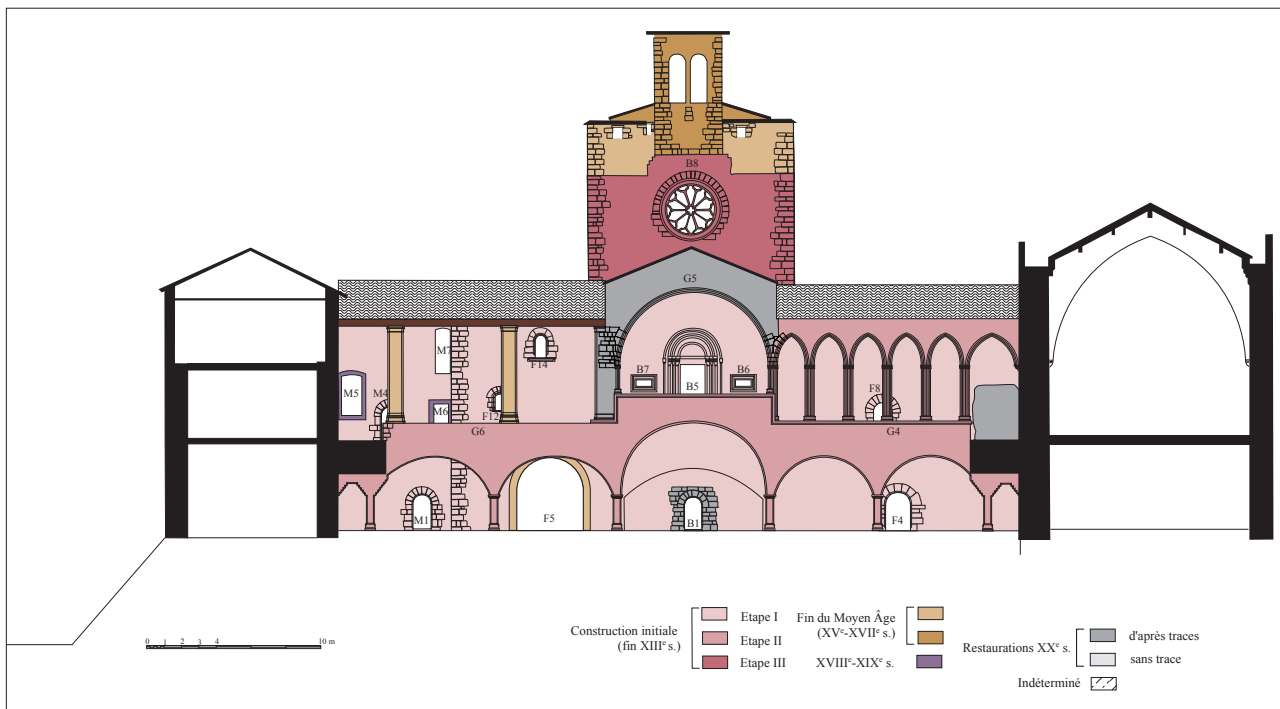 B8
G5
M7
F14
B7
B6
B5
M5
M4
M6
F12
F8
G6
G4
M1
F5
B1
F4
0 1 2 3 4 10 m
Construction initiale
(fin XIIIᵉ s.)
Etape I
Etape II
Etape III
Fin du Moyen Âge
(XVᵉ-XVIIᵉ s.)
XVIIIᵉ-XIXᵉ s.
Restaurations XXᵉ s.
d'après traces
sans trace
Indéterminé